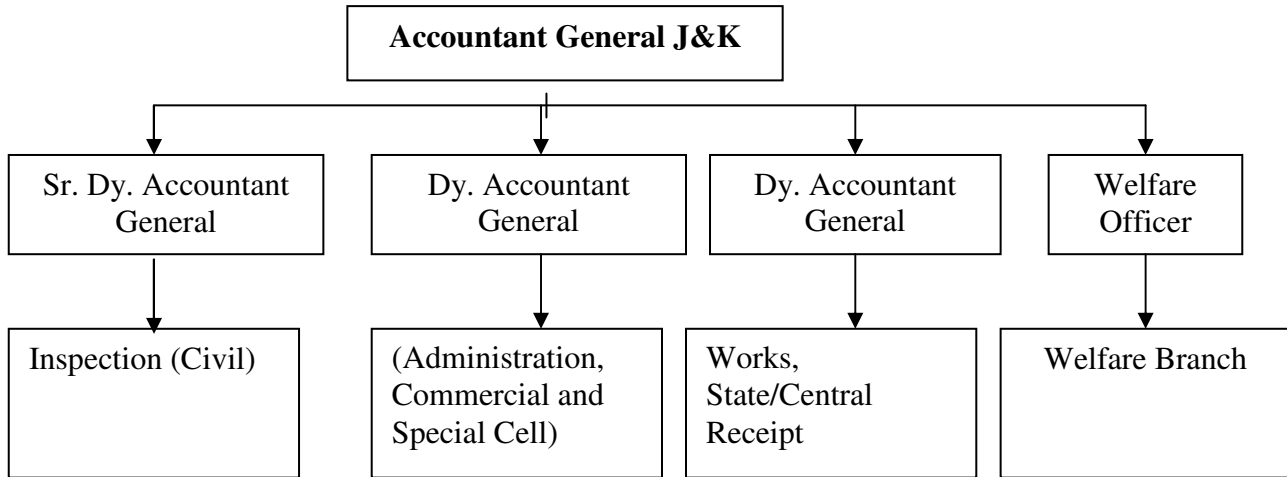 Accountant General J&K
Sr. Dy. Accountant
General
Dy. Accountant
General
Dy. Accountant
General
Welfare
Officer
Inspection (Civil)
(Administration,
Commercial and
Special Cell)
Works,
State/Central
Receipt
Welfare Branch